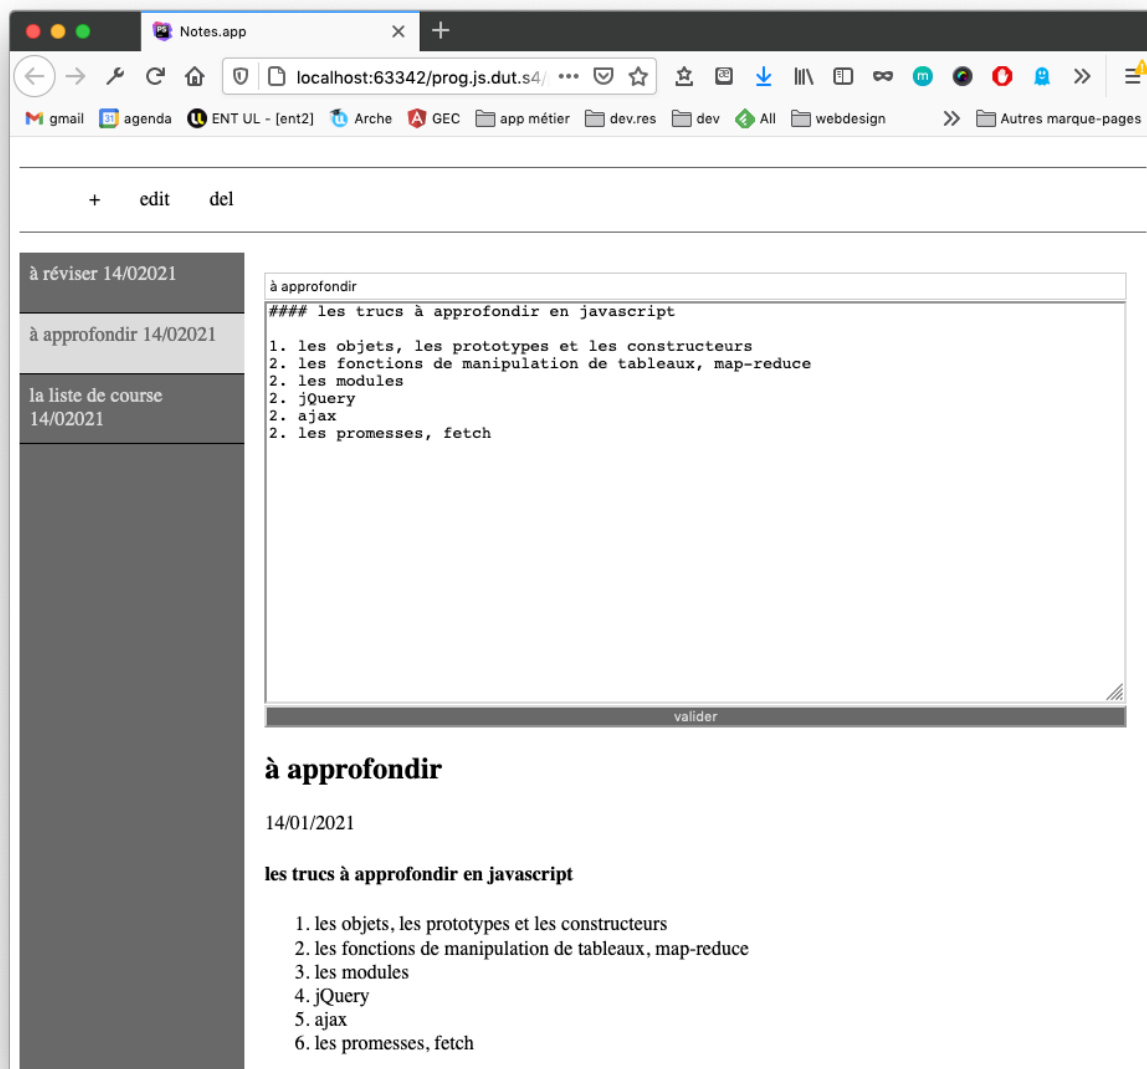 Notes.app
localhost:63342/prog.js.dut.s4/
gmail 31 agenda ENT UL - [ent2] Arche GEC app métier dev.res dev All webdesign Autres marque-pages
+ edit del
à réviser 14/02021
à approfondir 14/02021
la liste de course
14/02021
à approfondir
#### les trucs à approfondir en javascript
1. les objets, les prototypes et les constructeurs
2. les fonctions de manipulation de tableaux, map-reduce
2. les modules
2. jQuery
2. ajax
2. les promesses, fetch
valider
à approfondir
14/01/2021
les trucs à approfondir en javascript
1. les objets, les prototypes et les constructeurs
2. les fonctions de manipulation de tableaux, map-reduce
3. les modules
4. jQuery
5. ajax
6. les promesses, fetch